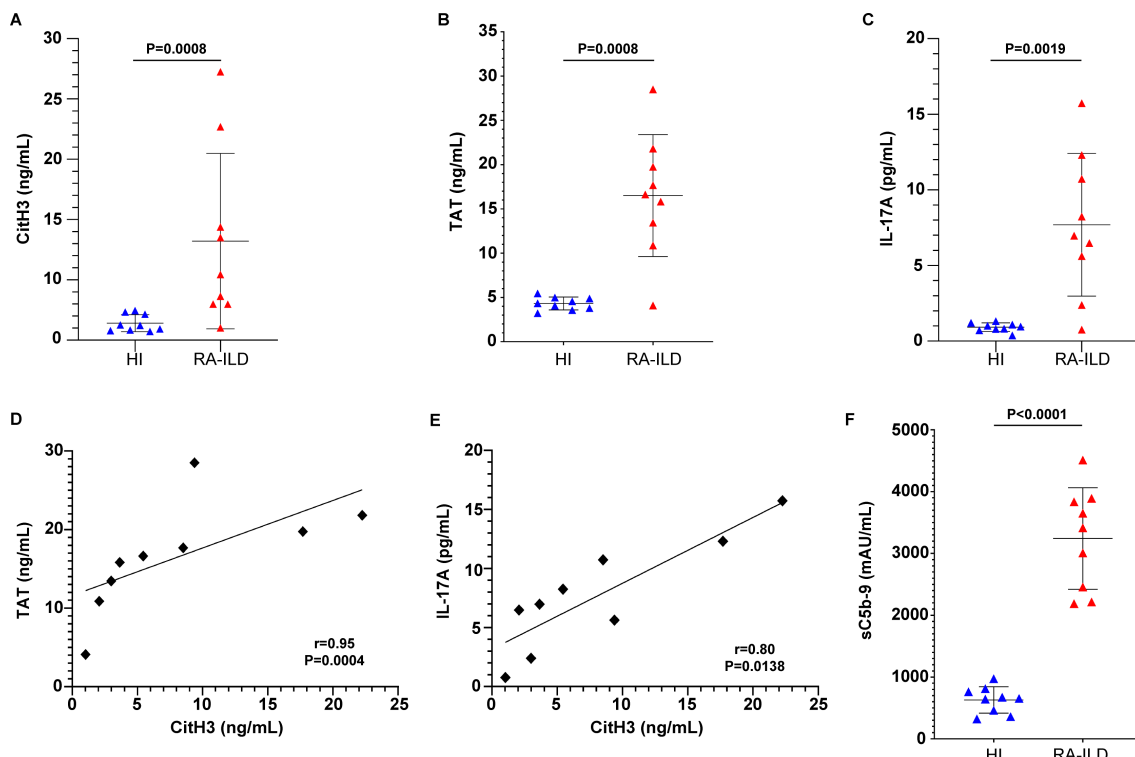 A
P=0.0008
CitH3 (ng/mL)
30
25
20
15
10
5
0
HI
RA-ILD
B
P=0.0008
TAT (ng/mL)
35
30
25
20
15
10
5
0
HI
RA-ILD
C
P=0.0019
IL-17A (pg/mL)
20
15
10
5
0
HI
RA-ILD
D
TAT (ng/mL)
30
20
10
0
r=0.95
P=0.0004
0
5
10
15
20
25
CitH3 (ng/mL)
E
IL-17A (pg/mL)
20
15
10
5
0
r=0.80
P=0.0138
0
5
10
15
20
25
CitH3 (ng/mL)
F
P<0.0001
sC5b-9 (mAU/mL)
5000
4000
3000
2000
1000
0
HI
RA-ILD